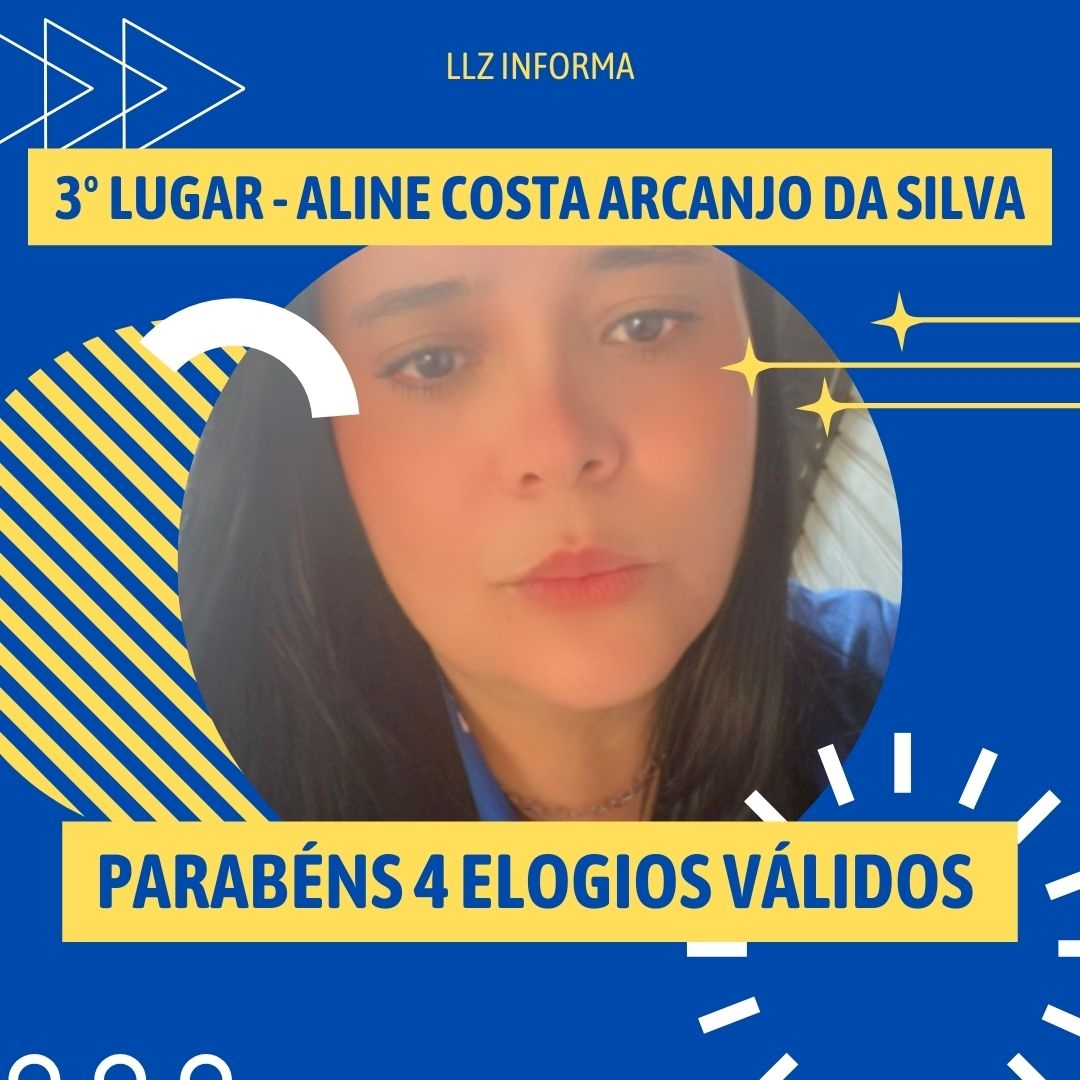 LLZ INFORMA
3º LUGAR - ALINE COSTA ARCANJO DA SILVA
PARABÉNS 4 ELOGIOS VÁLIDOS